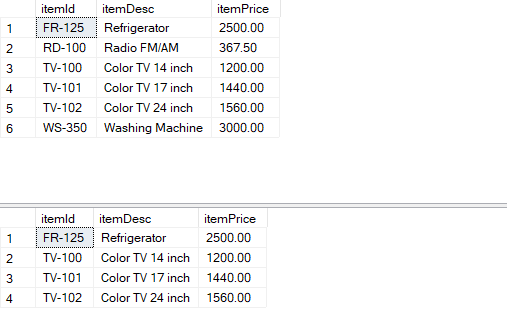 itemId itemDesc itemPrice
1 FR-125 Refrigerator 2500.00
2 RD-100 Radio FM/AM 367.50
3 TV-100 Color TV 14 inch 1200.00
4 TV-101 Color TV 17 inch 1440.00
5 TV-102 Color TV 24 inch 1560.00
6 WS-350 Washing Machine 3000.00
itemId itemDesc itemPrice
1 FR-125 Refrigerator 2500.00
2 TV-100 Color TV 14 inch 1200.00
3 TV-101 Color TV 17 inch 1440.00
4 TV-102 Color TV 24 inch 1560.00